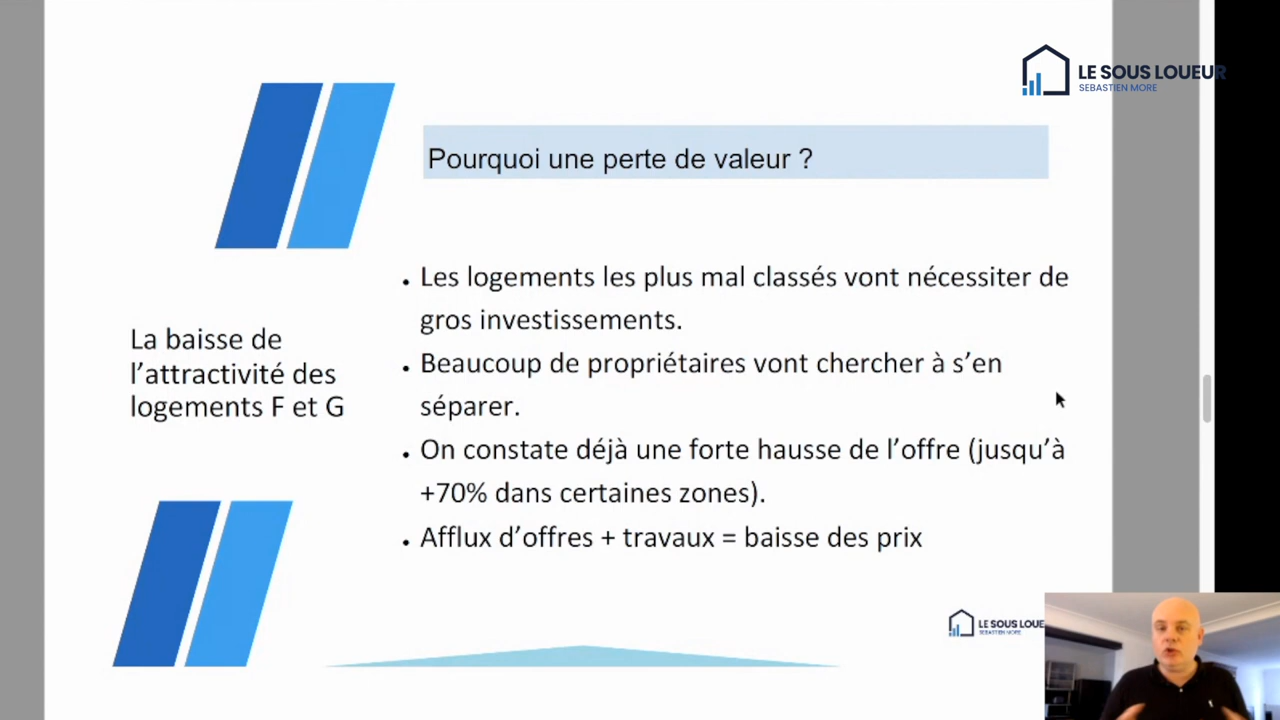 LE SOUS LOUEUR
SEBASTIEN MORE
Pourquoi une perte de valeur ?
La baisse de
l’attractivité des
logements F et G
• Les logements les plus mal classés vont nécessiter de
gros investissements.
• Beaucoup de propriétaires vont chercher à s’en
séparer.
• On constate déjà une forte hausse de l’offre (jusqu’à
+70% dans certaines zones).
• Afflux d’offres + travaux = baisse des prix
LE SOUS LOUE
SEBASTIEN MORE